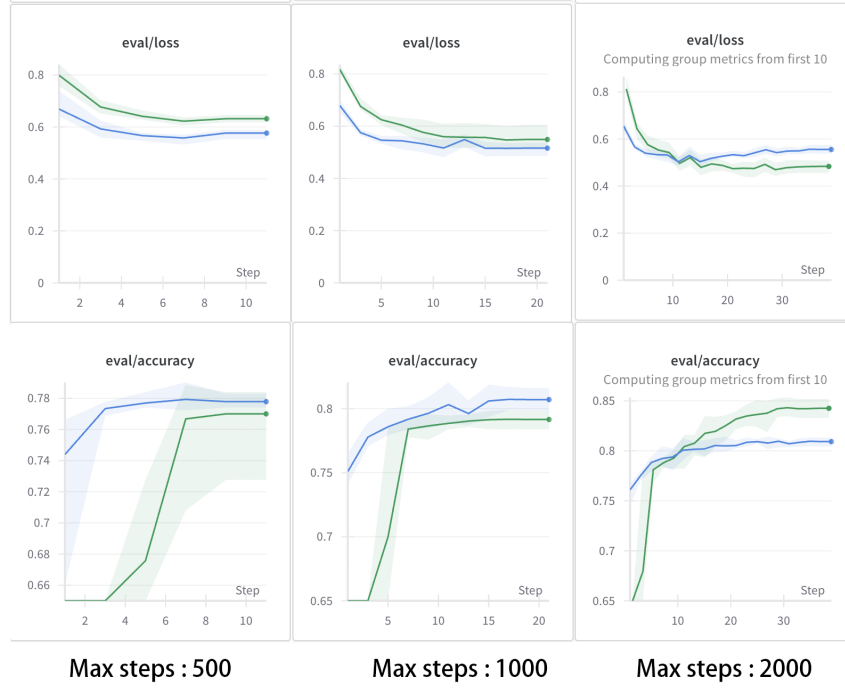 eval/loss
0.8
0.6
0.4
0.2
0
Step
2 4 6 8 10
eval/loss
0.8
0.6
0.4
0.2
0
Step
5 10 15 20
eval/loss
Computing group metrics from first 10
0.8
0.6
0.4
0.2
0
Step
10 20 30
eval/accuracy
0.78
0.76
0.74
0.72
0.7
0.68
0.66
Step
2 4 6 8 10
eval/accuracy
0.8
0.75
0.7
0.65
Step
5 10 15 20
eval/accuracy
Computing group metrics from first 10
0.85
0.8
0.75
0.7
0.65
Step
10 20 30
Max steps : 500
Max steps : 1000
Max steps : 2000